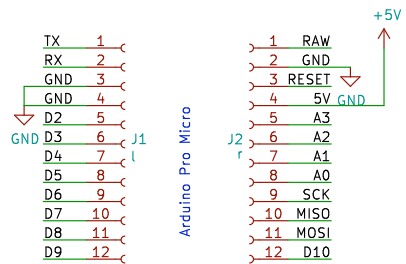 +5V
TX 1
RX 2
GND 3
GND 4
D2 5
D3 6
D4 7
D5 8
D6 9
D7 10
D8 11
D9 12
GND
J1
l
Arduino Pro Micro
J2
r
1 RAW
2 GND
3 RESET
4 5V
5 A3
6 A2
7 A1
8 A0
9 SCK
10 MISO
11 MOSI
12 D10
GND